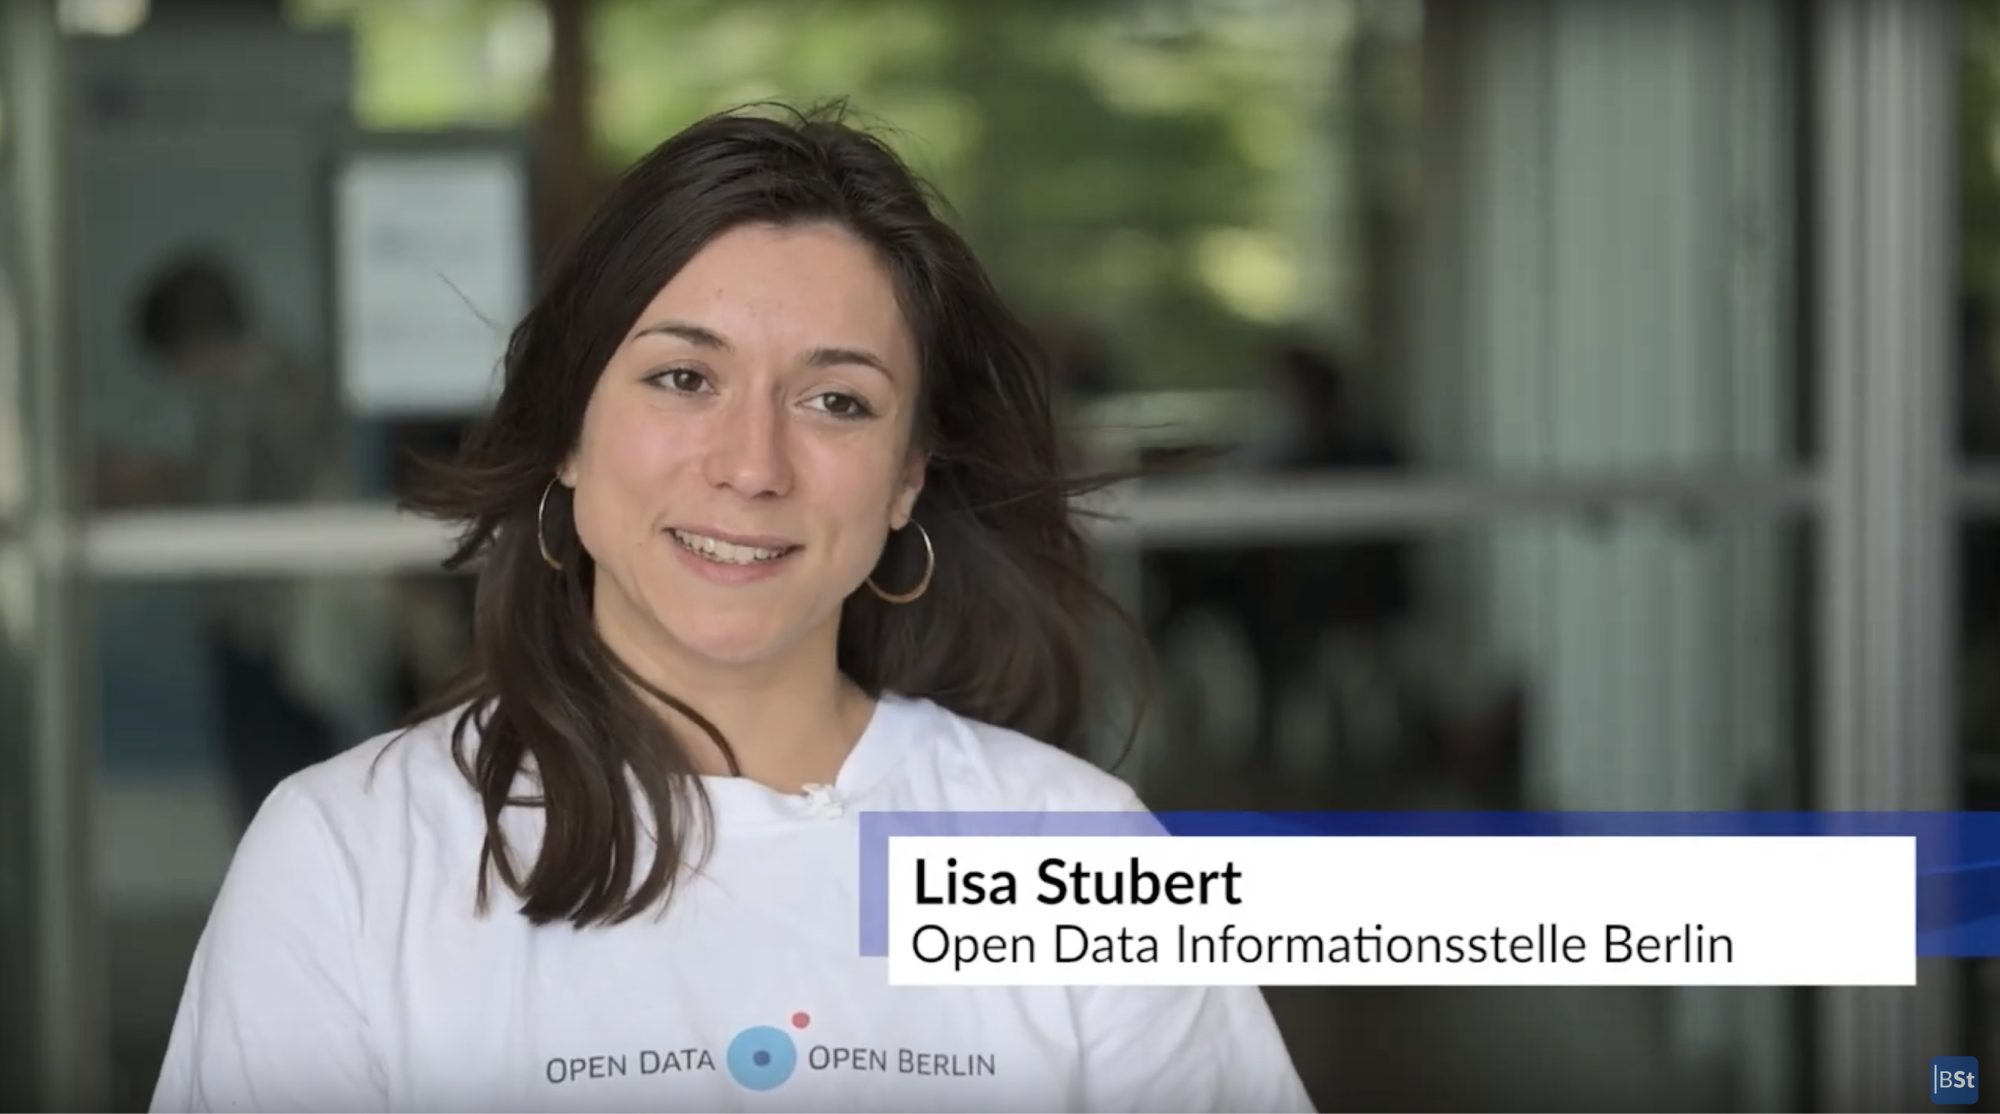 Lisa Stubert
Open Data Informationsstelle Berlin
OPEN DATA OPEN BERLIN
BSt